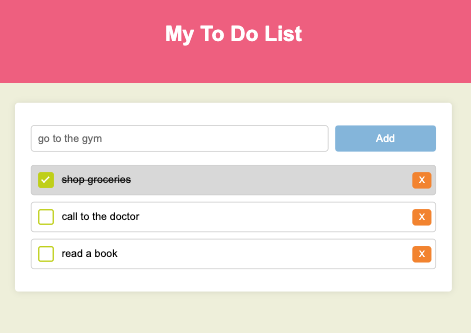 My To Do List
go to the gym
Add
shop groceries
X
call to the doctor
X
read a book
X